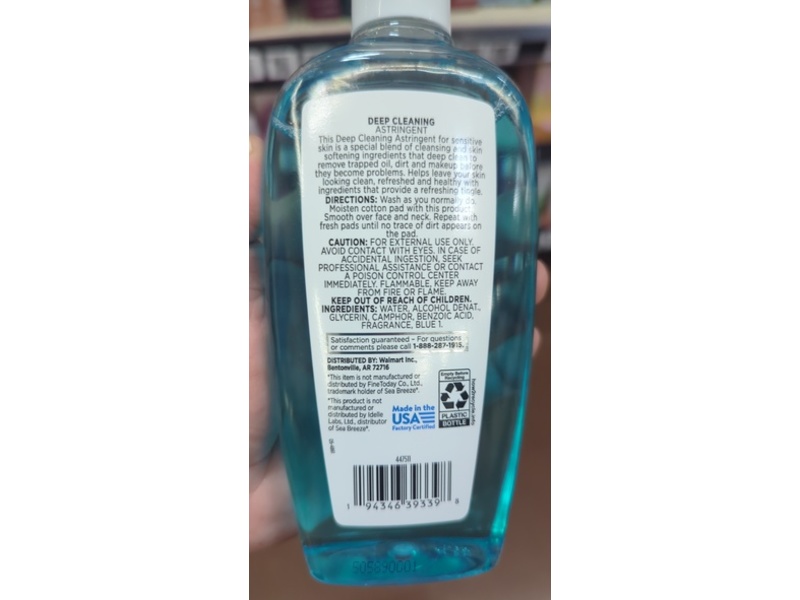 DEEP CLEANING
ASTRINGENT
This Deep Cleaning Astringent for sensitive
skin is a special blend of cleansing and skin
softening ingredients that deep clean to
remove trapped oil, dirt and makeup before
they become problems. Helps leave your skin
looking clean, refreshed and healthy with
ingredients that provide a refreshing tingle.
DIRECTIONS: Wash as you normally do.
Moisten cotton pad with this product.
Smooth over face and neck. Repeat with
fresh pads until no trace of dirt appears on
the pad.
CAUTION: FOR EXTERNAL USE ONLY.
AVOID CONTACT WITH EYES. IN CASE OF
ACCIDENTAL INGESTION, SEEK
PROFESSIONAL ASSISTANCE OR CONTACT
A POISON CONTROL CENTER
IMMEDIATELY. FLAMMABLE, KEEP AWAY
FROM FIRE OR FLAME.
KEEP OUT OF REACH OF CHILDREN.
INGREDIENTS: WATER, ALCOHOL DENAT.,
GLYCERIN, CAMPHOR, BENZOIC ACID,
FRAGRANCE, BLUE 1.
Satisfaction guaranteed – For questions
or comments please call 1-888-287-1915.
DISTRIBUTED BY: Walmart Inc.,
Bentonville, AR 72716
*This item is not manufactured or
distributed by FineToday Co., Ltd.,
trademark holder of Sea Breeze*.
*This product is not
manufactured or
distributed by Idelle
Labs, Ltd., distributor
of Sea Breeze*.
Made in the
USA
Factory Certified
Empty Before
Recycling
PLASTIC
BOTTLE
how2recycle.info
44751
1 94346 39339 8